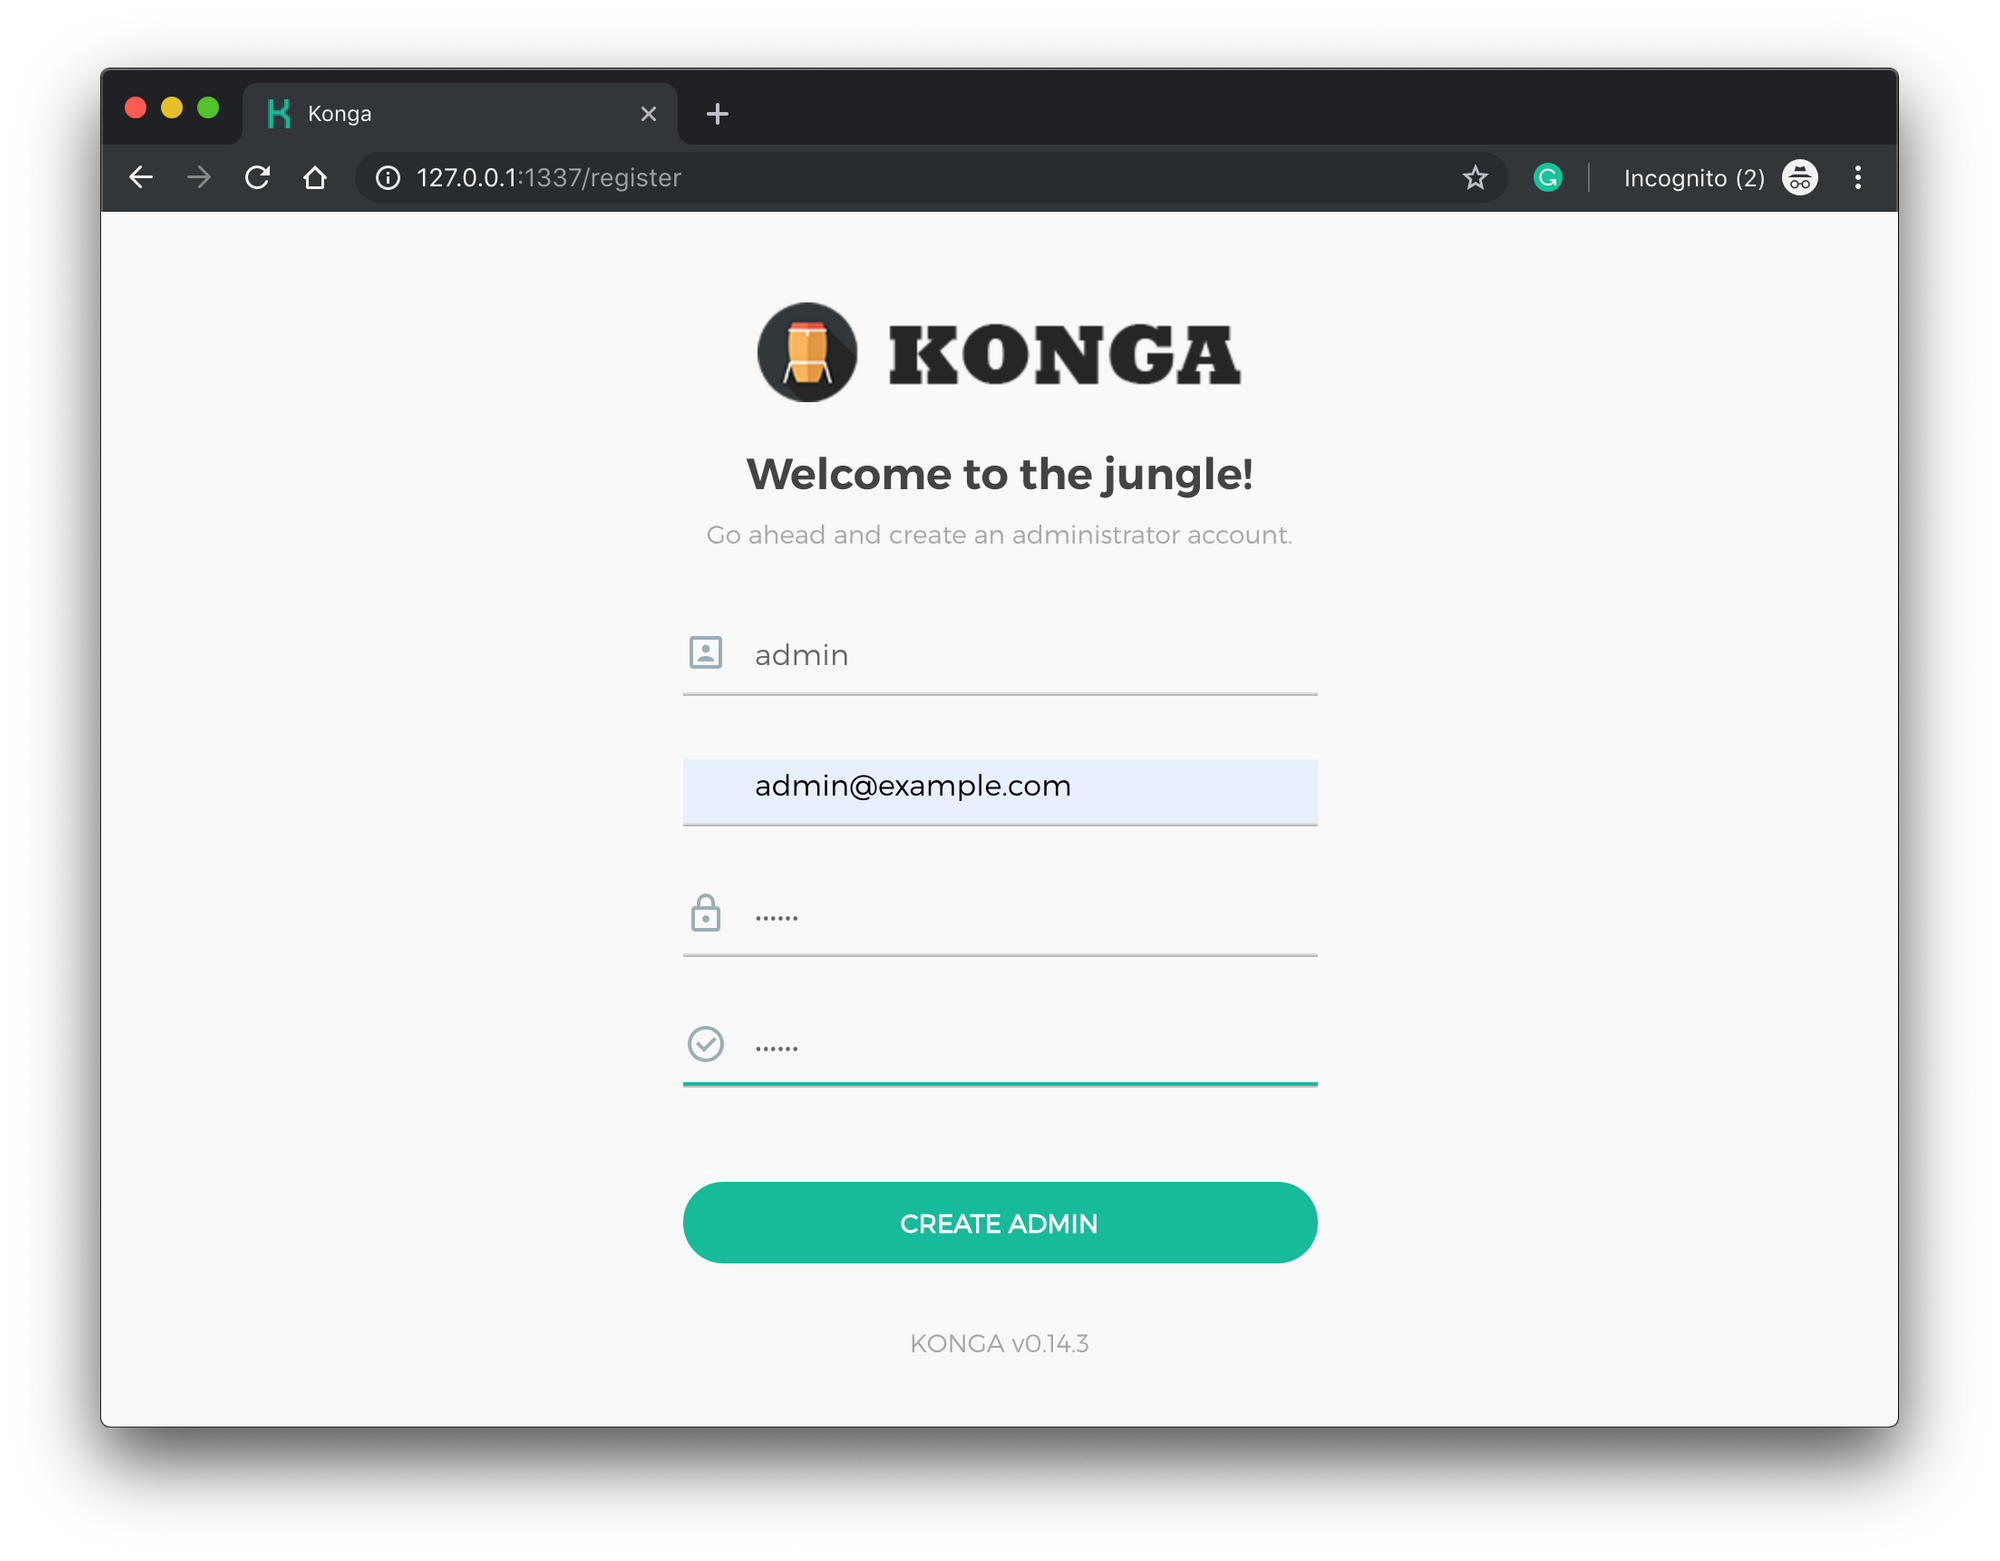 Konga
127.0.0.1:1337/register
Incognito (2)
KONGA
Welcome to the jungle!
Go ahead and create an administrator account.
admin
admin@example.com
••••••
••••••
CREATE ADMIN
KONGA v0.14.3